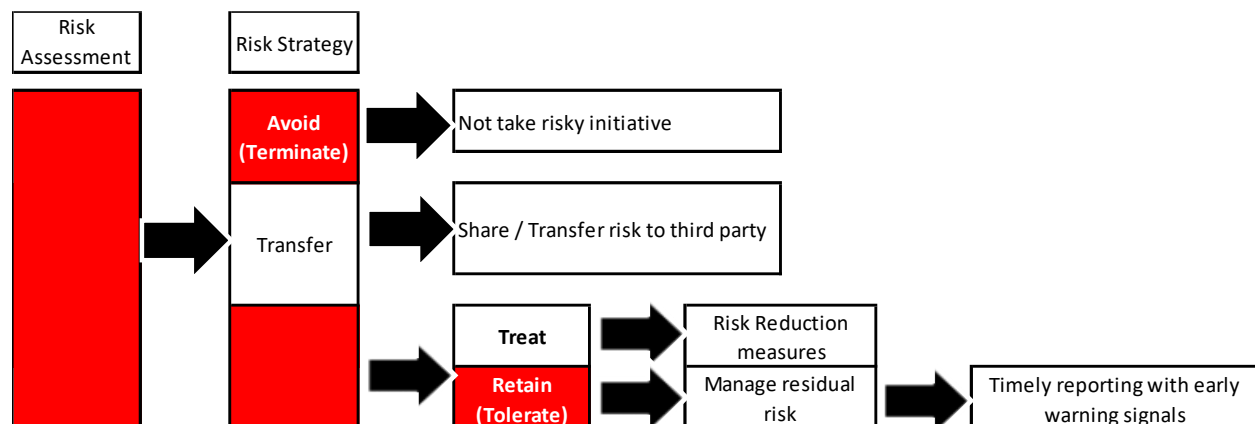 Risk
Assessment
Risk Strategy
Avoid
(Terminate)
Not take risky initiative
Transfer
Share / Transfer risk to third party
Treat
Risk Reduction
measures
Retain
(Tolerate)
Manage residual
risk
Timely reporting with early
warning signals